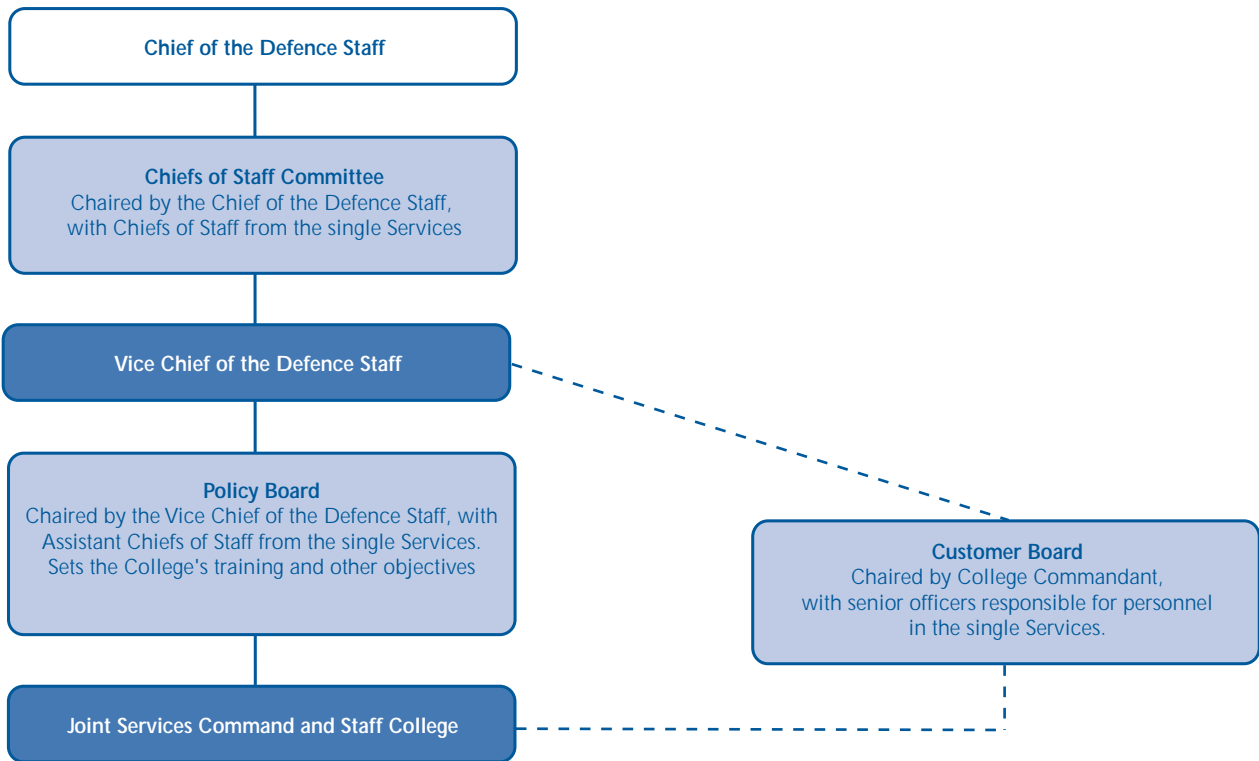 Chief of the Defence Staff
Chiefs of Staff Committee
Chaired by the Chief of the Defence Staff,
with Chiefs of Staff from the single Services
Vice Chief of the Defence Staff
Policy Board
Chaired by the Vice Chief of the Defence Staff, with
Assistant Chiefs of Staff from the single Services.
Sets the College's training and other objectives
Customer Board
Chaired by College Commandant,
with senior officers responsible for personnel
in the single Services.
Joint Services Command and Staff College